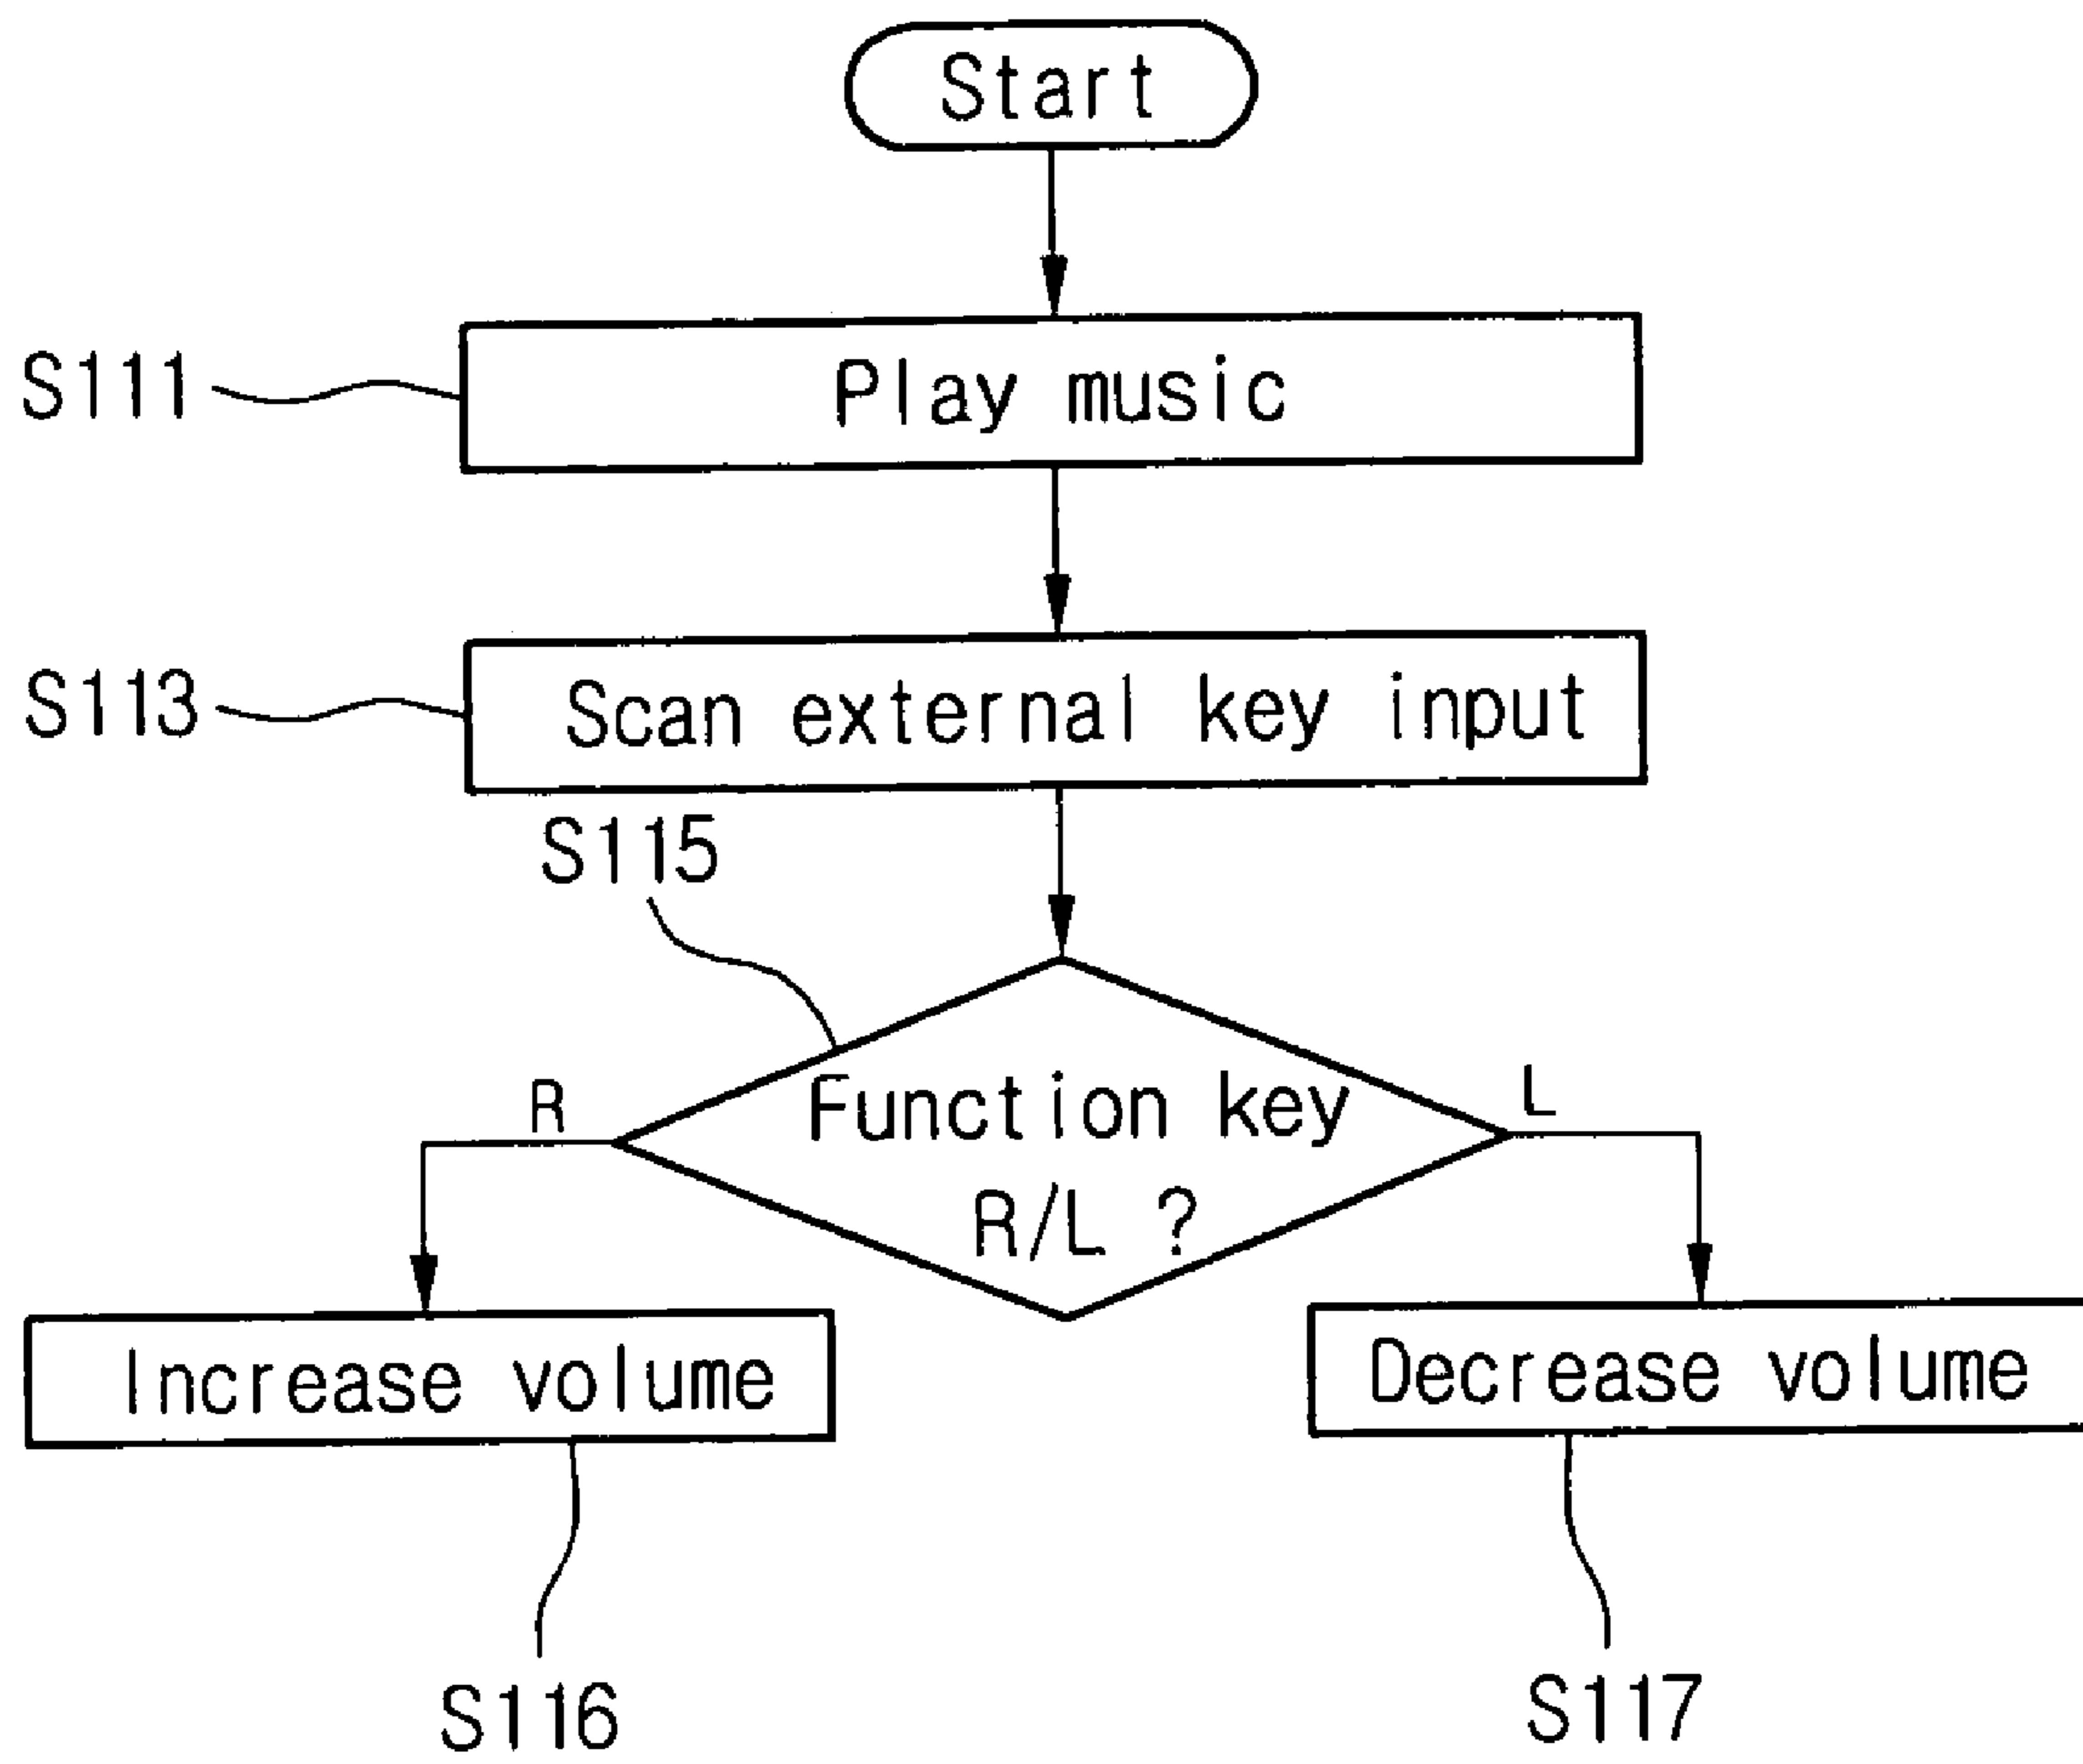 Start
S111
Play music
S113
Scan external key input
S115
R
Function key
L
R/L ?
Increase volume
Decrease volume
S116
S117